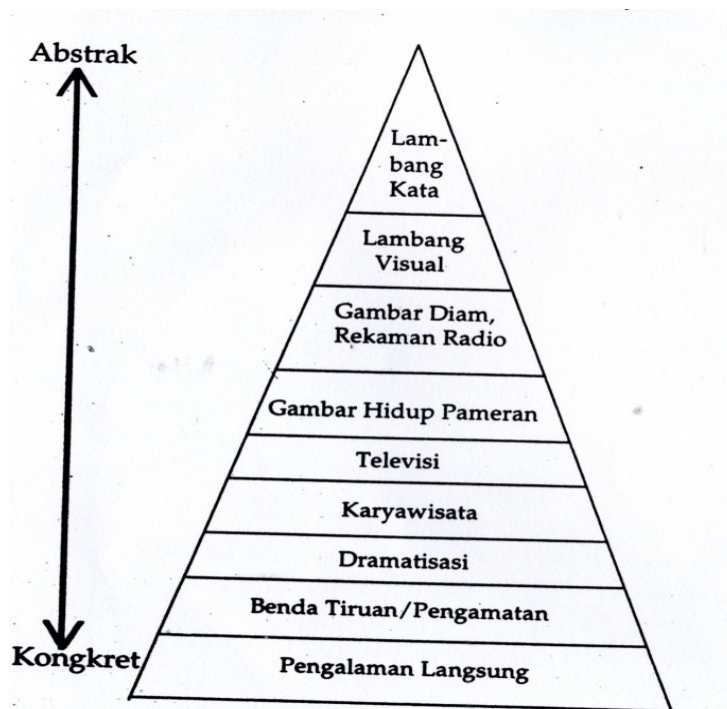 Abstrak
Lam-
bang
Kata
Lambang
Visual
Gambar Diam,
Rekaman Radio
Gambar Hidup Pameran
Televisi
Karyawisata
Dramatisasi
Benda Tiruan/Pengamatan
Pengalaman Langsung
Kongkret